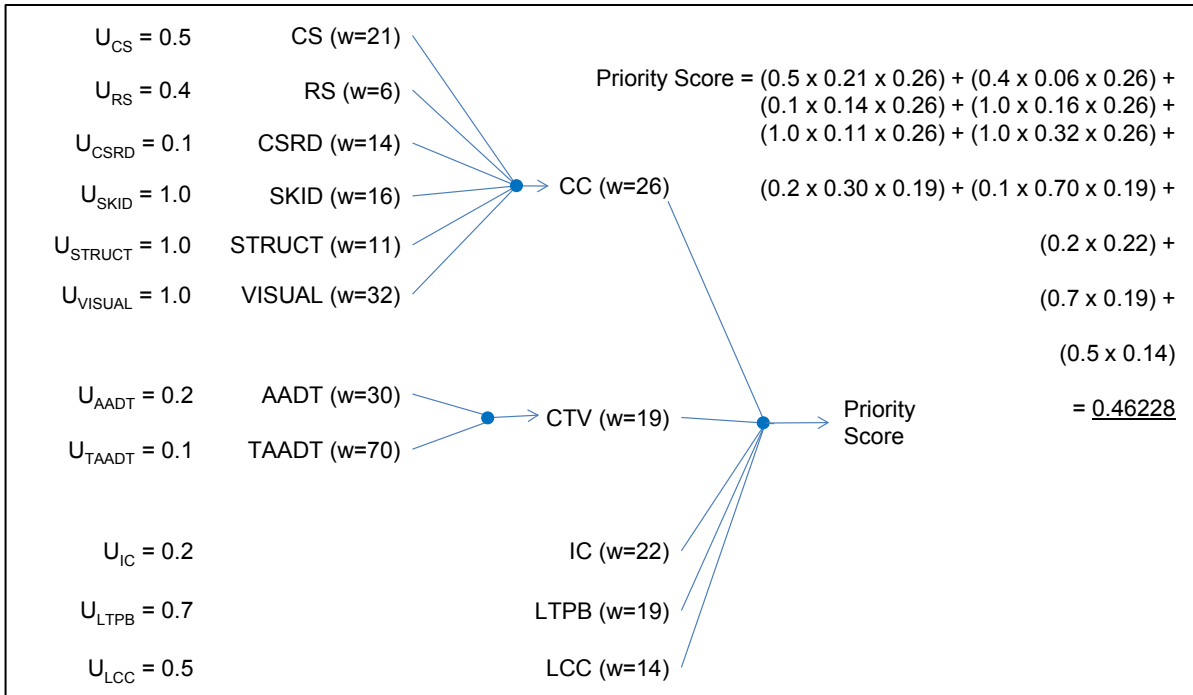 U_CS = 0.5 CS (w=21)
U_RS = 0.4 RS (w=6)
U_CSRD = 0.1 CSRD (w=14)
U_SKID = 1.0 SKID (w=16)
U_STRUCT = 1.0 STRUCT (w=11)
U_VISUAL = 1.0 VISUAL (w=32)
CC (w=26)
U_AADT = 0.2 AADT (w=30)
U_TAADT = 0.1 TAADT (w=70)
CTV (w=19)
U_IC = 0.2 IC (w=22)
U_LTPB = 0.7 LTPB (w=19)
U_LCC = 0.5 LCC (w=14)
Priority
Score
Priority Score = (0.5 x 0.21 x 0.26) + (0.4 x 0.06 x 0.26) +
(0.1 x 0.14 x 0.26) + (1.0 x 0.16 x 0.26) +
(1.0 x 0.11 x 0.26) + (1.0 x 0.32 x 0.26) +
(0.2 x 0.30 x 0.19) + (0.1 x 0.70 x 0.19) +
(0.2 x 0.22) +
(0.7 x 0.19) +
(0.5 x 0.14)
= 0.46228